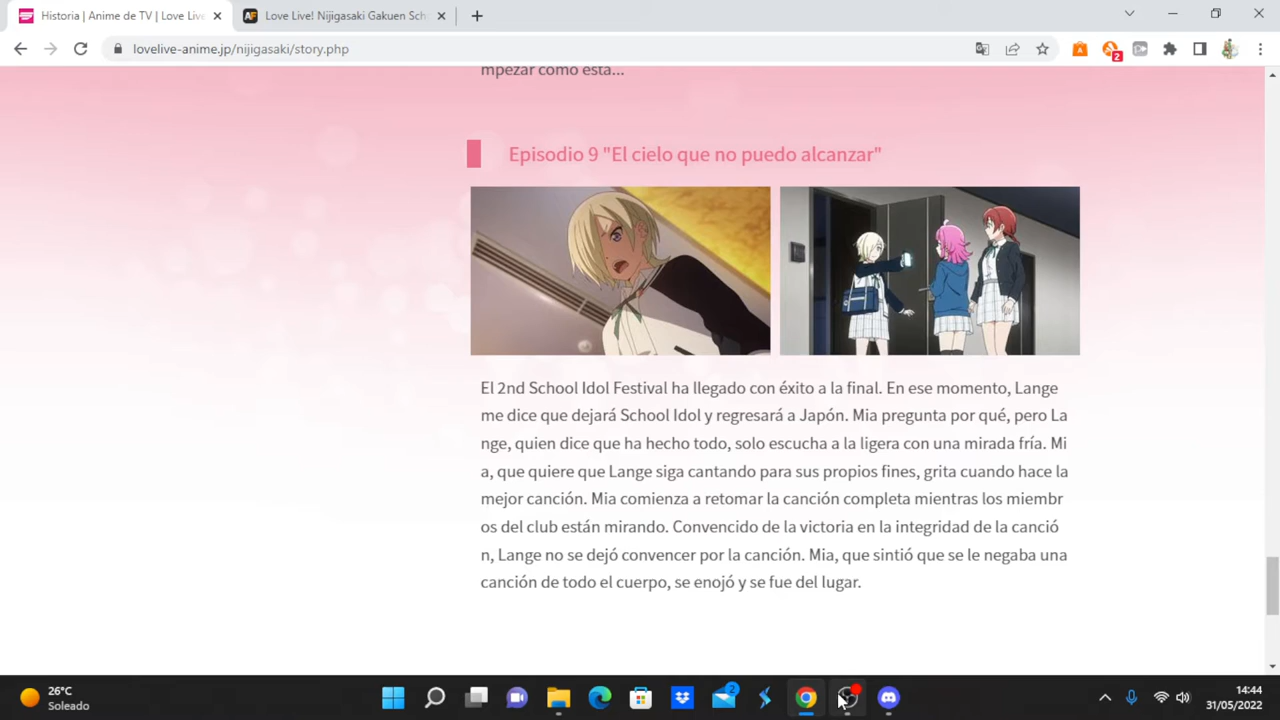 Historia | Anime de TV | Love Live
Love Live! Nijigasaki Gakuen Sch
lovelive-anime.jp/nijigasaki/story.php
2
mpezar como esta...
Episodio 9 "El cielo que no puedo alcanzar"
El 2nd School Idol Festival ha llegado con éxito a la final. En ese momento, Lange
me dice que dejará School Idol y regresará a Japón. Mia pregunta por qué, pero La
nge, quien dice que ha hecho todo, solo escucha a la ligera con una mirada fría. Mi
a, que quiere que Lange siga cantando para sus propios fines, grita cuando hace la
mejor canción. Mia comienza a retomar la canción completa mientras los miembr
os del club están mirando. Convencido de la victoria en la integridad de la canció
n, Lange no se dejó convencer por la canción. Mia, que sintió que se le negaba una
canción de todo el cuerpo, se enojó y se fue del lugar.
26°C
Soleado
2
14:44
31/05/2022